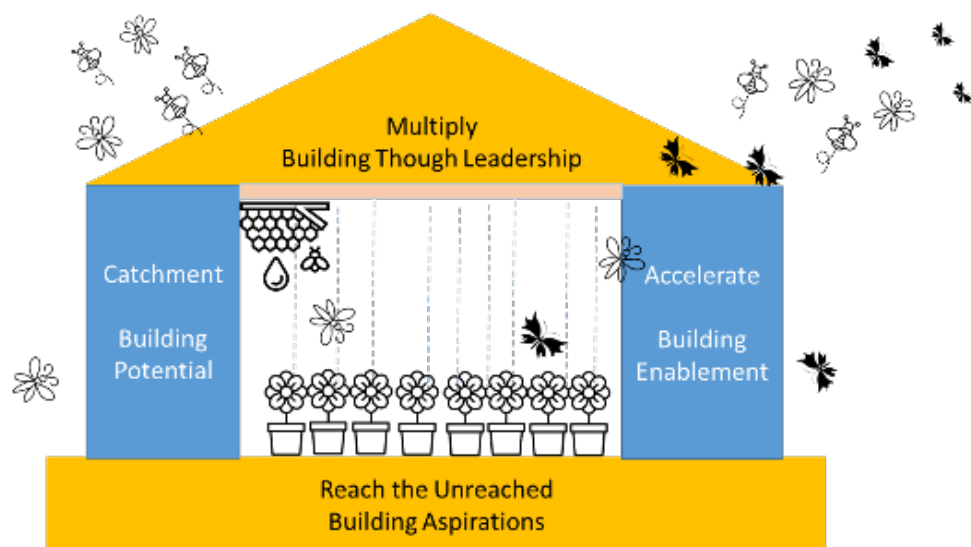 Multiply
Building Though Leadership
Catchment
Building
Potential
Accelerate
Building
Enablement
Reach the Unreached
Building Aspirations